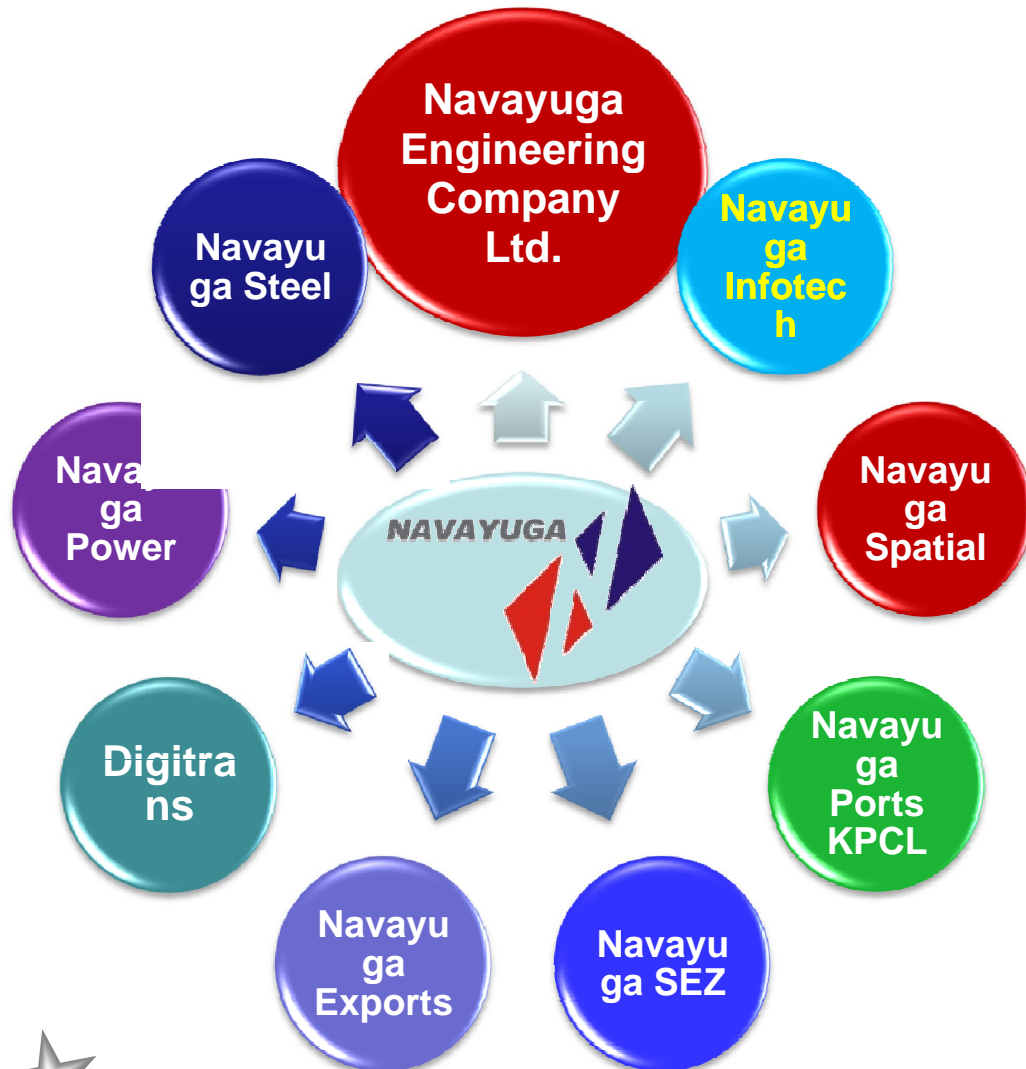 Navayuga
Engineering
Company
Ltd.
Navayu
ga
Infotec
h
Navayu
ga
Spatial
Navayu
ga
Ports
KPCL
Navayu
ga SEZ
Navayu
ga
Exports
Digitra
ns
ga
Power
Navayu
ga Steel
NAVAYUGA